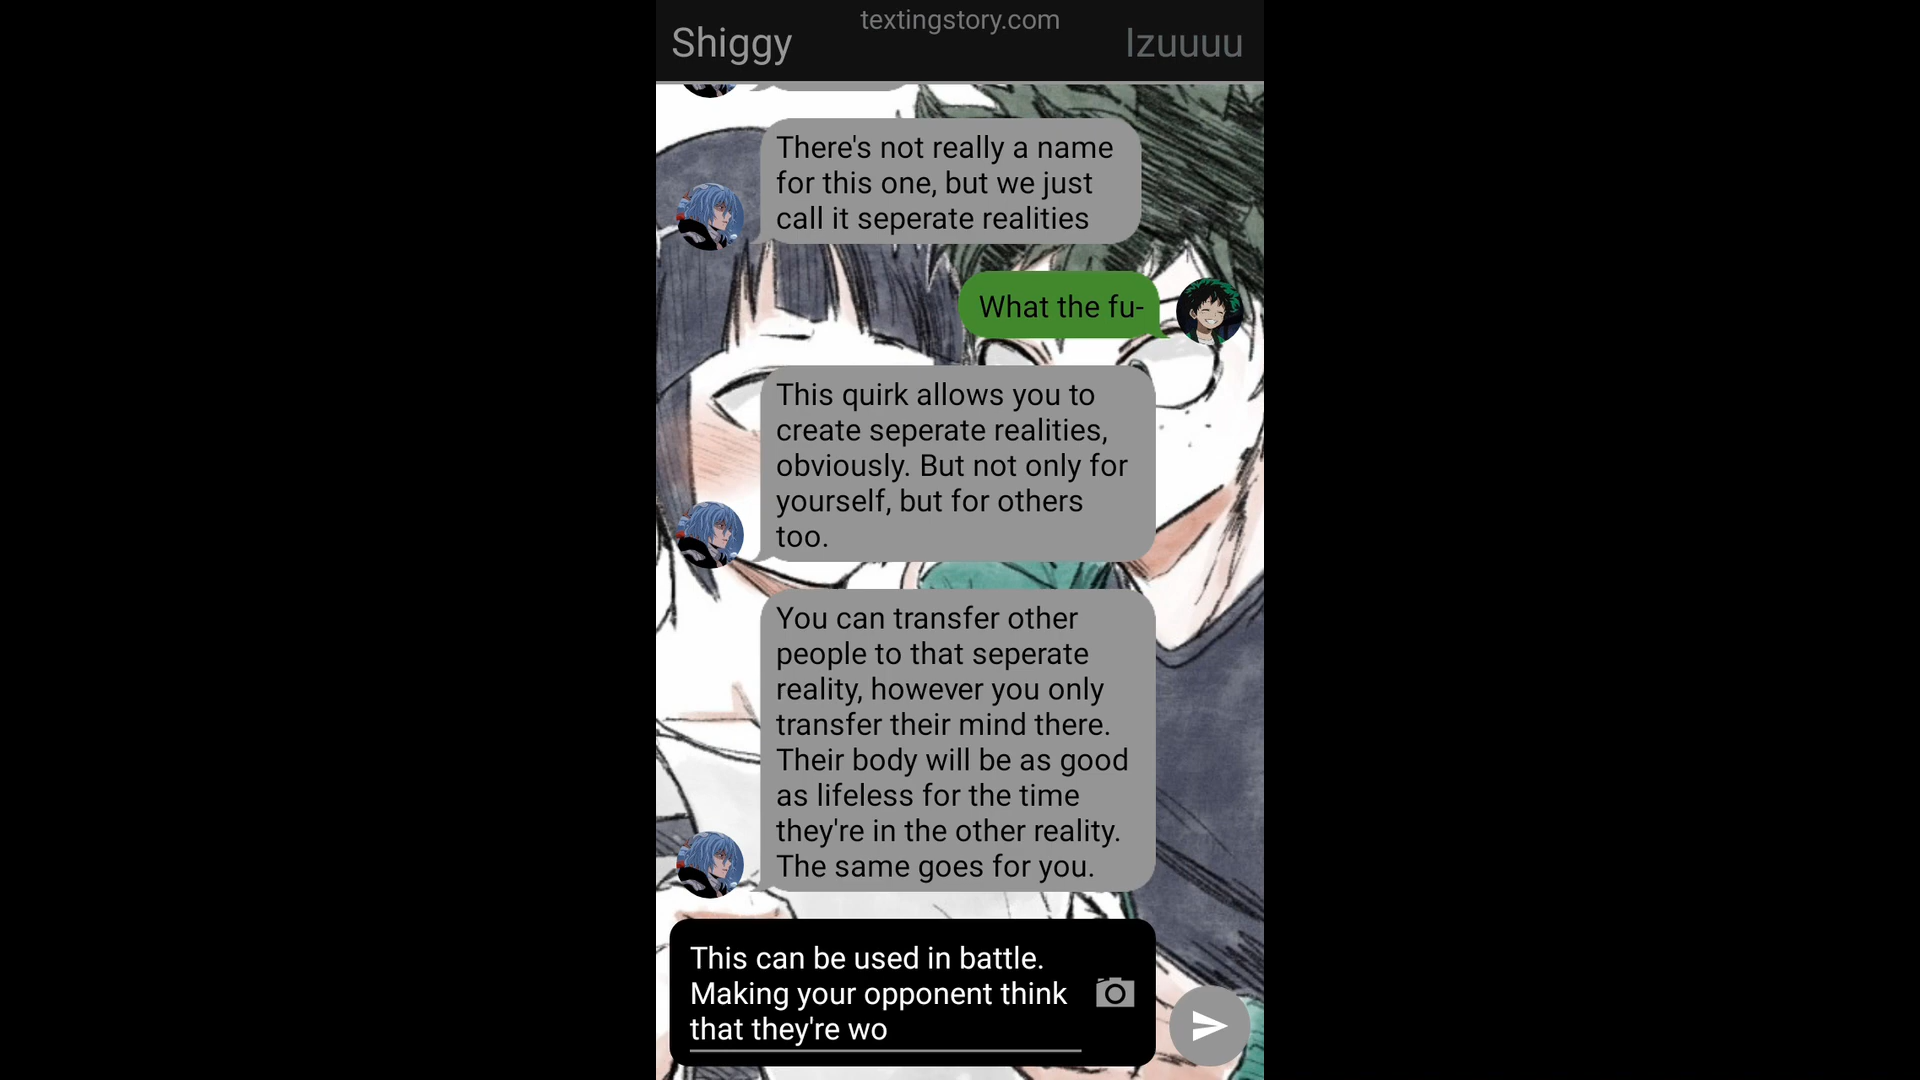 textingstory.com
Shiggy
Izuuuu
There's not really a name
for this one, but we just
call it seperate realities
What the fu-
This quirk allows you to
create seperate realities,
obviously. But not only for
yourself, but for others
too.
You can transfer other
people to that seperate
reality, however you only
transfer their mind there.
Their body will be as good
as lifeless for the time
they're in the other reality.
The same goes for you.
This can be used in battle.
Making your opponent think
that they're wo